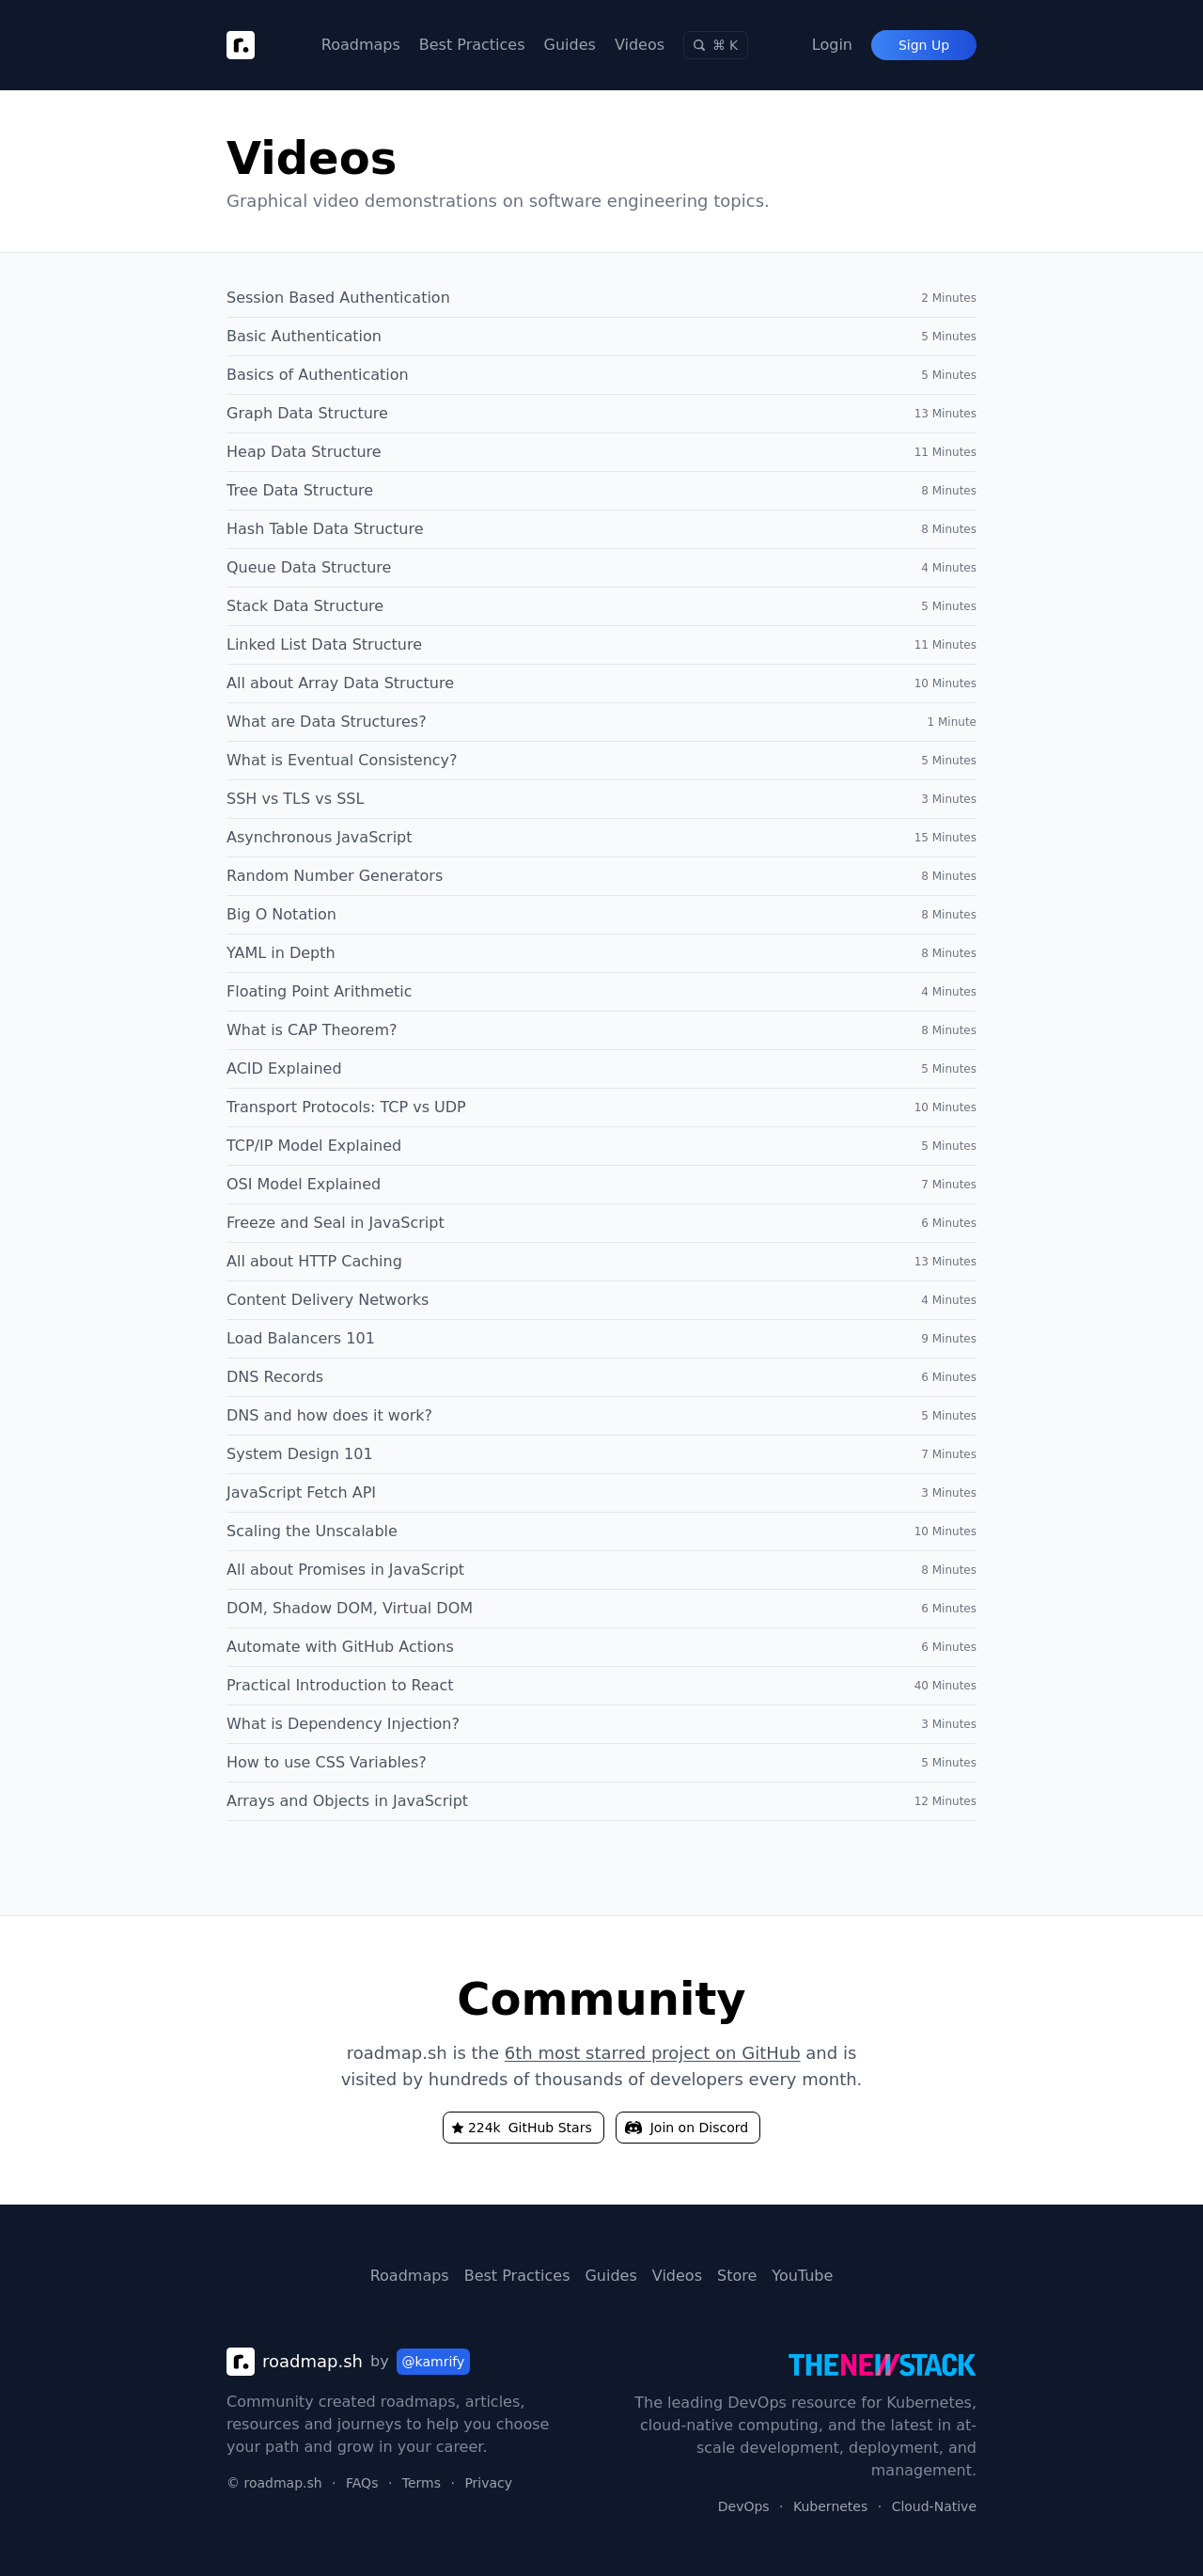 r.
Roadmaps Best Practices Guides Videos ⌘ K Login Sign Up
Videos
Graphical video demonstrations on software engineering topics.
Session Based Authentication 2 Minutes
Basic Authentication 5 Minutes
Basics of Authentication 5 Minutes
Graph Data Structure 13 Minutes
Heap Data Structure 11 Minutes
Tree Data Structure 8 Minutes
Hash Table Data Structure 8 Minutes
Queue Data Structure 4 Minutes
Stack Data Structure 5 Minutes
Linked List Data Structure 11 Minutes
All about Array Data Structure 10 Minutes
What are Data Structures? 1 Minute
What is Eventual Consistency? 5 Minutes
SSH vs TLS vs SSL 3 Minutes
Asynchronous JavaScript 15 Minutes
Random Number Generators 8 Minutes
Big O Notation 8 Minutes
YAML in Depth 8 Minutes
Floating Point Arithmetic 4 Minutes
What is CAP Theorem? 8 Minutes
ACID Explained 5 Minutes
Transport Protocols: TCP vs UDP 10 Minutes
TCP/IP Model Explained 5 Minutes
OSI Model Explained 7 Minutes
Freeze and Seal in JavaScript 6 Minutes
All about HTTP Caching 13 Minutes
Content Delivery Networks 4 Minutes
Load Balancers 101 9 Minutes
DNS Records 6 Minutes
DNS and how does it work? 5 Minutes
System Design 101 7 Minutes
JavaScript Fetch API 3 Minutes
Scaling the Unscalable 10 Minutes
All about Promises in JavaScript 8 Minutes
DOM, Shadow DOM, Virtual DOM 6 Minutes
Automate with GitHub Actions 6 Minutes
Practical Introduction to React 40 Minutes
What is Dependency Injection? 3 Minutes
How to use CSS Variables? 5 Minutes
Arrays and Objects in JavaScript 12 Minutes
Community
roadmap.sh is the 6th most starred project on GitHub and is
visited by hundreds of thousands of developers every month.
224k GitHub Stars Join on Discord
Roadmaps Best Practices Guides Videos Store YouTube
r. roadmap.sh by @kamrify
Community created roadmaps, articles,
resources and journeys to help you choose
your path and grow in your career.
© roadmap.sh · FAQs · Terms · Privacy
THENEWSTACK
The leading DevOps resource for Kubernetes,
cloud-native computing, and the latest in at-
scale development, deployment, and
management.
DevOps · Kubernetes · Cloud-Native